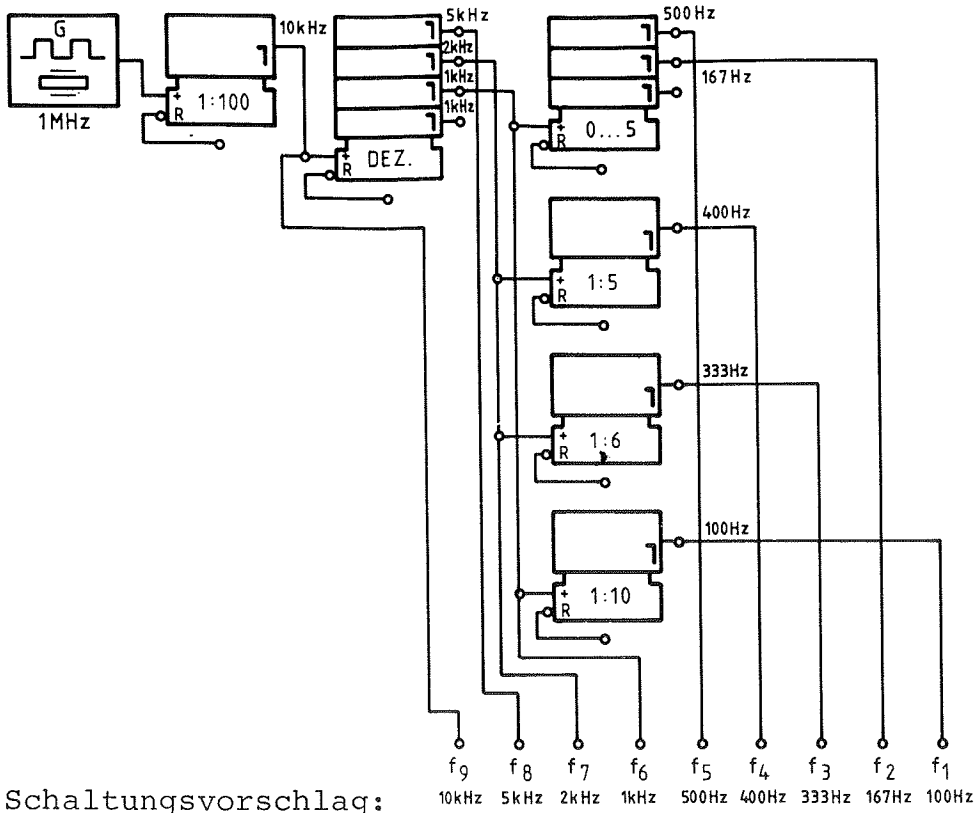 G
1MHz
+
R
1:100
10kHz
5kHz
2kHz
1kHz
1kHz
+
R
DEZ.
500Hz
167Hz
+
R
0...5
400Hz
+
R
1:5
333Hz
+
R
1:6
100Hz
+
R
1:10
f9 f8 f7 f6 f5 f4 f3 f2 f1
10kHz 5kHz 2kHz 1kHz 500Hz 400Hz 333Hz 167Hz 100Hz
Schaltungsvorschlag: